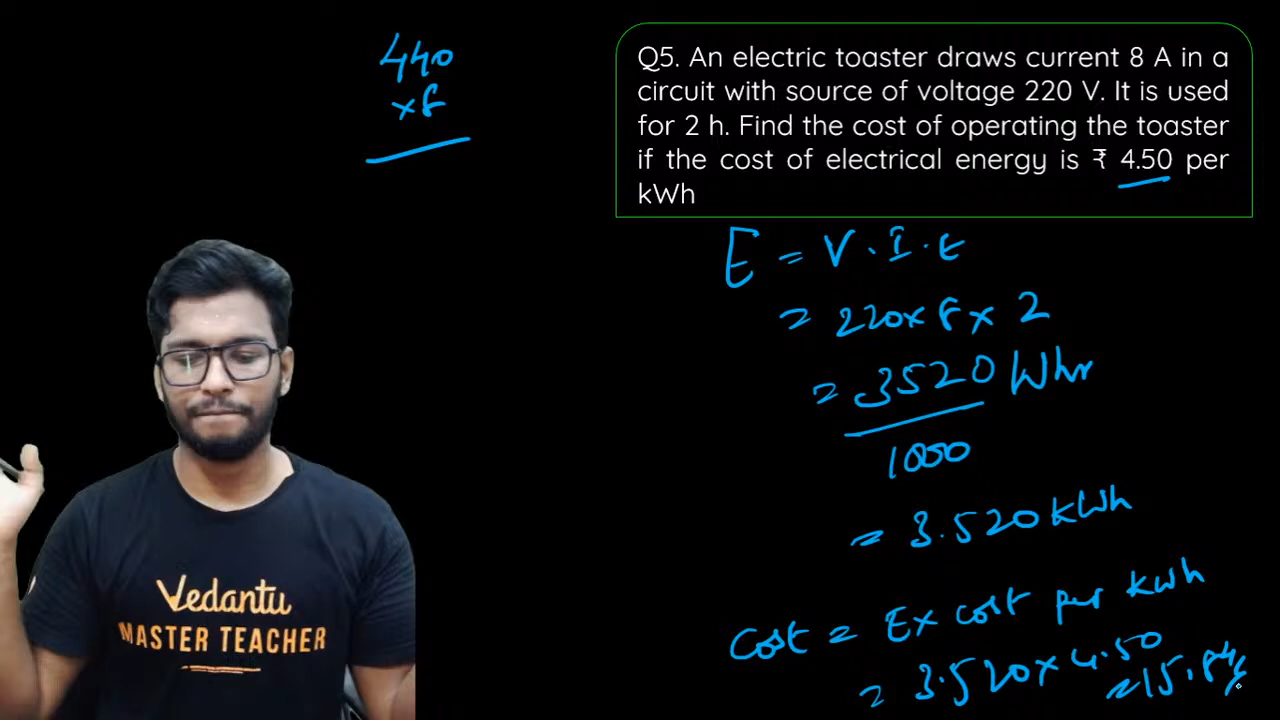 440
×8
Q5. An electric toaster draws current 8 A in a
circuit with source of voltage 220 V. It is used
for 2 h. Find the cost of operating the toaster
if the cost of electrical energy is ₹ 4.50 per
kWh
E = V . I . t
= 220 × 8 × 2
= 3520 Whr
1000
= 3.520 kWh
Cost = E × cost per kwh
= 3.520 × 4.50
= 15.84
Vedantu
MASTER TEACHER